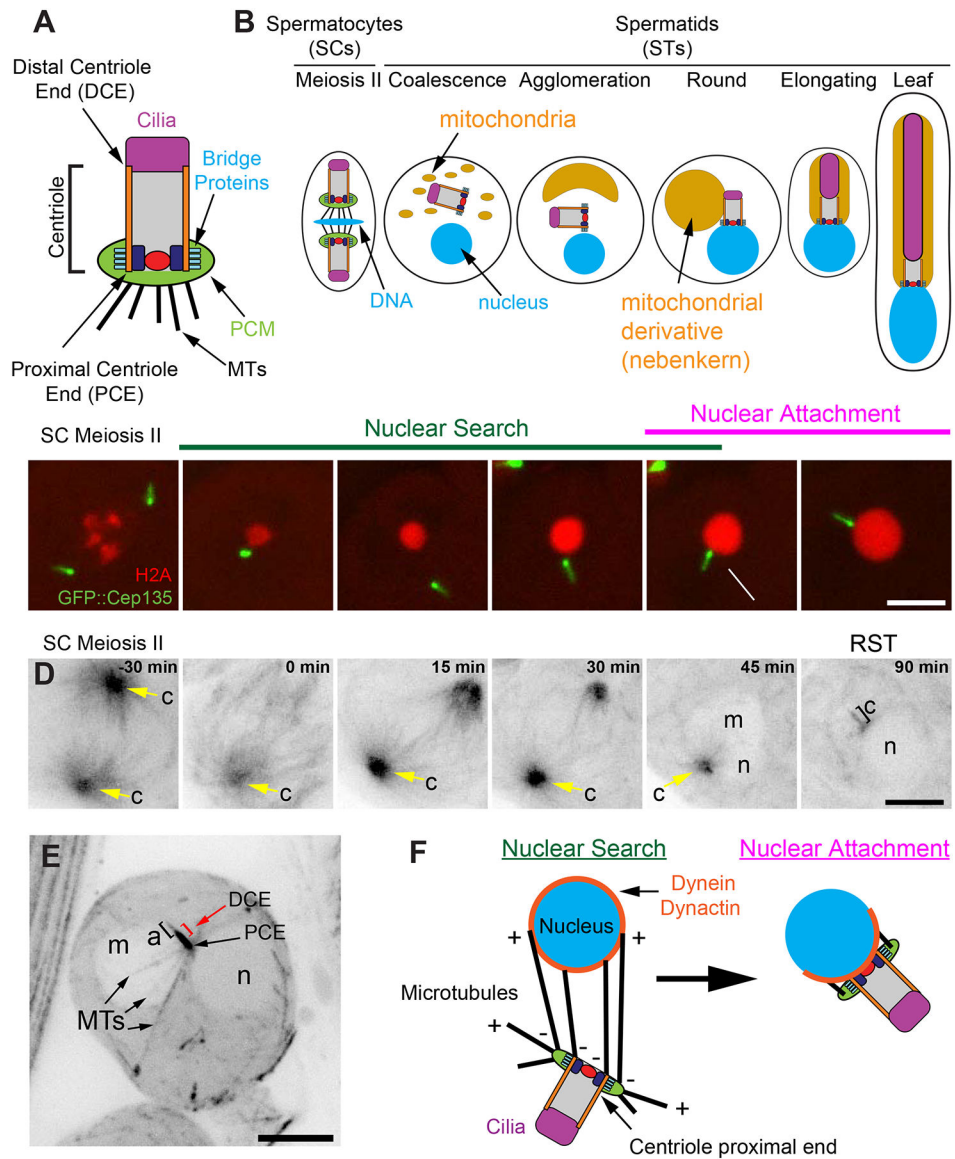 A
Distal Centriole
End (DCE)
Cilia
Bridge
Proteins
Centriole
PCM
MTs
Proximal Centriole
End (PCE)
B
Spermatocytes
(SCs)
Spermatids
(STs)
Meiosis II
Coalescence
Agglomeration
Round
Elongating
Leaf
mitochondria
DNA
nucleus
mitochondrial
derivative
(nebenkern)
SC Meiosis II
Nuclear Search
Nuclear Attachment
H2A
GFP::Cep135
SC Meiosis II
RST
D
-30 min
0 min
15 min
30 min
45 min
90 min
c
c
c
c
c
m
n
c
c
n
E
DCE
PCE
m
a
n
MTs
F
Nuclear Search
Nuclear Attachment
Dynein
Dynactin
Nucleus
+
+
Microtubules
+
-
-
-
-
+
Cilia
Centriole proximal end